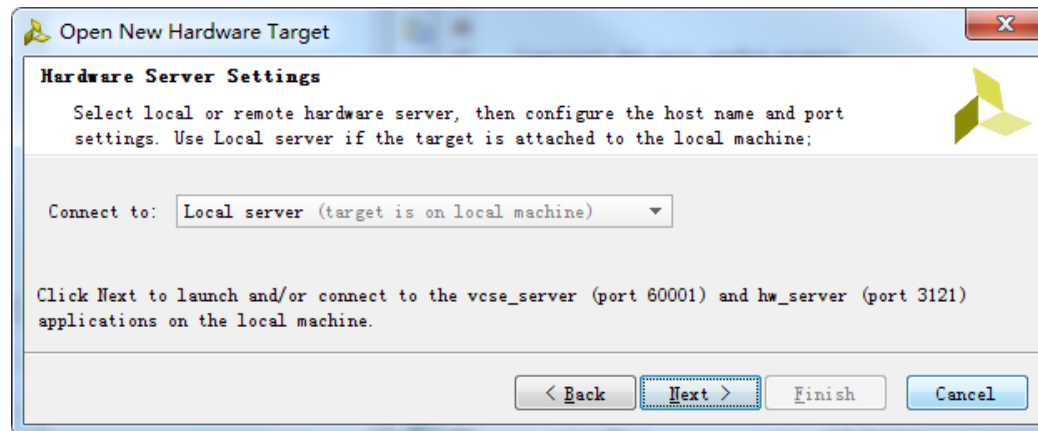 Open New Hardware Target
Hardware Server Settings
Select local or remote hardware server, then configure the host name and port
settings. Use Local server if the target is attached to the local machine;
Connect to: Local server (target is on local machine)
Click Next to launch and/or connect to the vcse_server (port 60001) and hw_server (port 3121)
applications on the local machine.
< Back Next > Finish Cancel